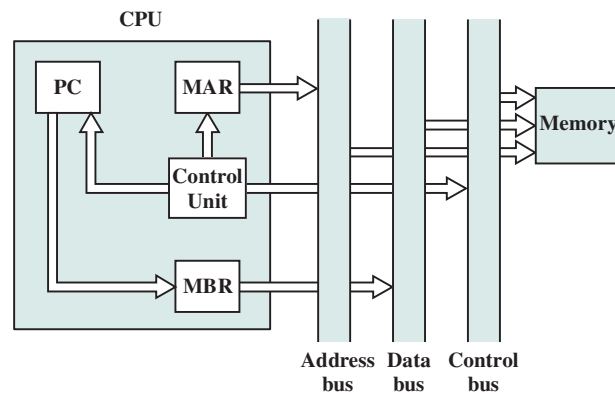 CPU
PC
MAR
Memory
Control
Unit
MBR
Address
bus
Data
bus
Control
bus